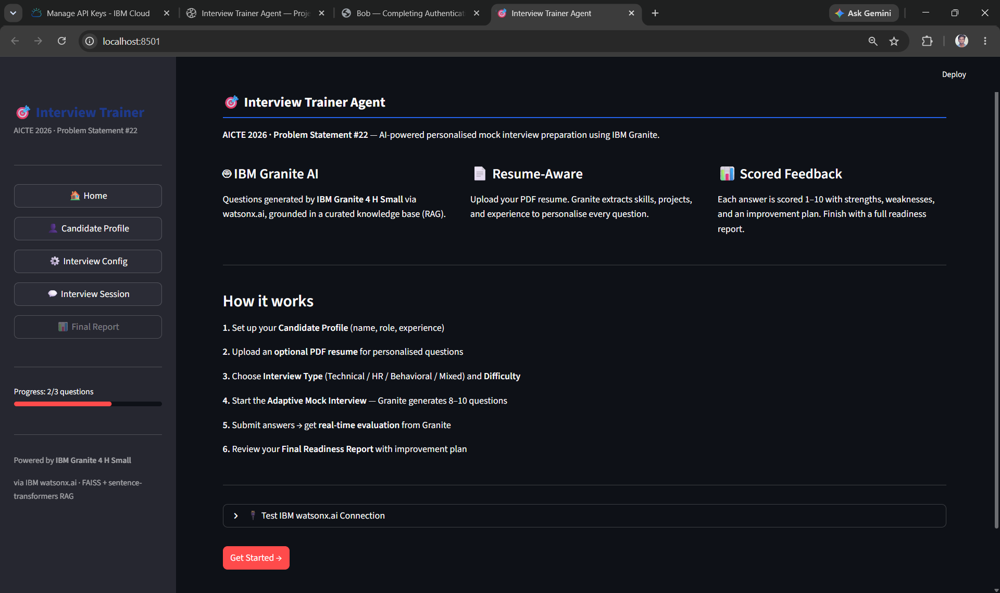 Manage API Keys - IBM Cloud
Interview Trainer Agent — Proje
Bob — Completing Authenticat
Interview Trainer Agent
Ask Gemini
localhost:8501
Deploy
Interview Trainer
AICTE 2026 · Problem Statement #22
Home
Candidate Profile
Interview Config
Interview Session
Final Report
Progress: 2/3 questions
Powered by IBM Granite 4 H Small
via IBM watsonx.ai · FAISS + sentence-
transformers RAG
Interview Trainer Agent
AICTE 2026 · Problem Statement #22 — AI-powered personalised mock interview preparation using IBM Granite.
IBM Granite AI
Questions generated by IBM Granite 4 H Small via
watsonx.ai, grounded in a curated knowledge base (RAG).
Resume-Aware
Upload your PDF resume. Granite extracts skills, projects,
and experience to personalise every question.
Scored Feedback
Each answer is scored 1–10 with strengths, weaknesses,
and an improvement plan. Finish with a full readiness
report.
How it works
1. Set up your Candidate Profile (name, role, experience)
2. Upload an optional PDF resume for personalised questions
3. Choose Interview Type (Technical / HR / Behavioral / Mixed) and Difficulty
4. Start the Adaptive Mock Interview — Granite generates 8–10 questions
5. Submit answers → get real-time evaluation from Granite
6. Review your Final Readiness Report with improvement plan
Test IBM watsonx.ai Connection
Get Started →